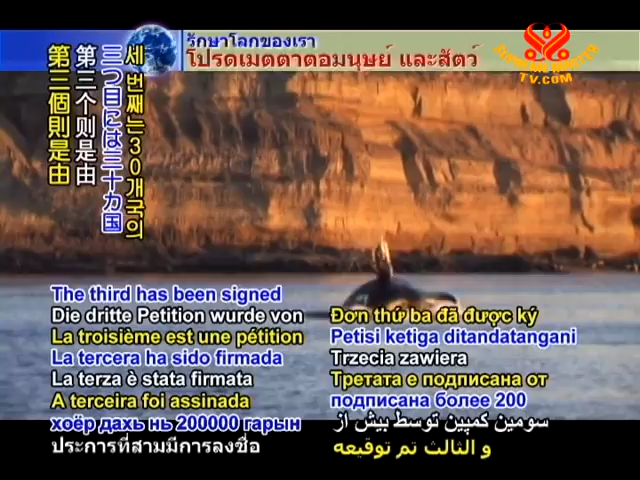 รักษาโลกของเรา
โปรดเมตตาต่อมนุษย์ และสัตว์
SUPREME MASTER
TV.COM
세 번째는 30개국의
三つ目には三十カ国
第三个则是由
第三個則是由
The third has been signed
Die dritte Petition wurde von
La troisième est une pétition
La tercera ha sido firmada
La terza è stata firmata
A terceira foi assinada
хоёр дахь нь 200000 гарын
ประการที่สามมีการลงชื่อ
Đơn thứ ba đã được ký
Petisi ketiga ditandatangani
Trzecia zawiera
Третата е подписана от
подписана более 200
سومین کمپین توسط بیش از
و الثالث تم توقيعه